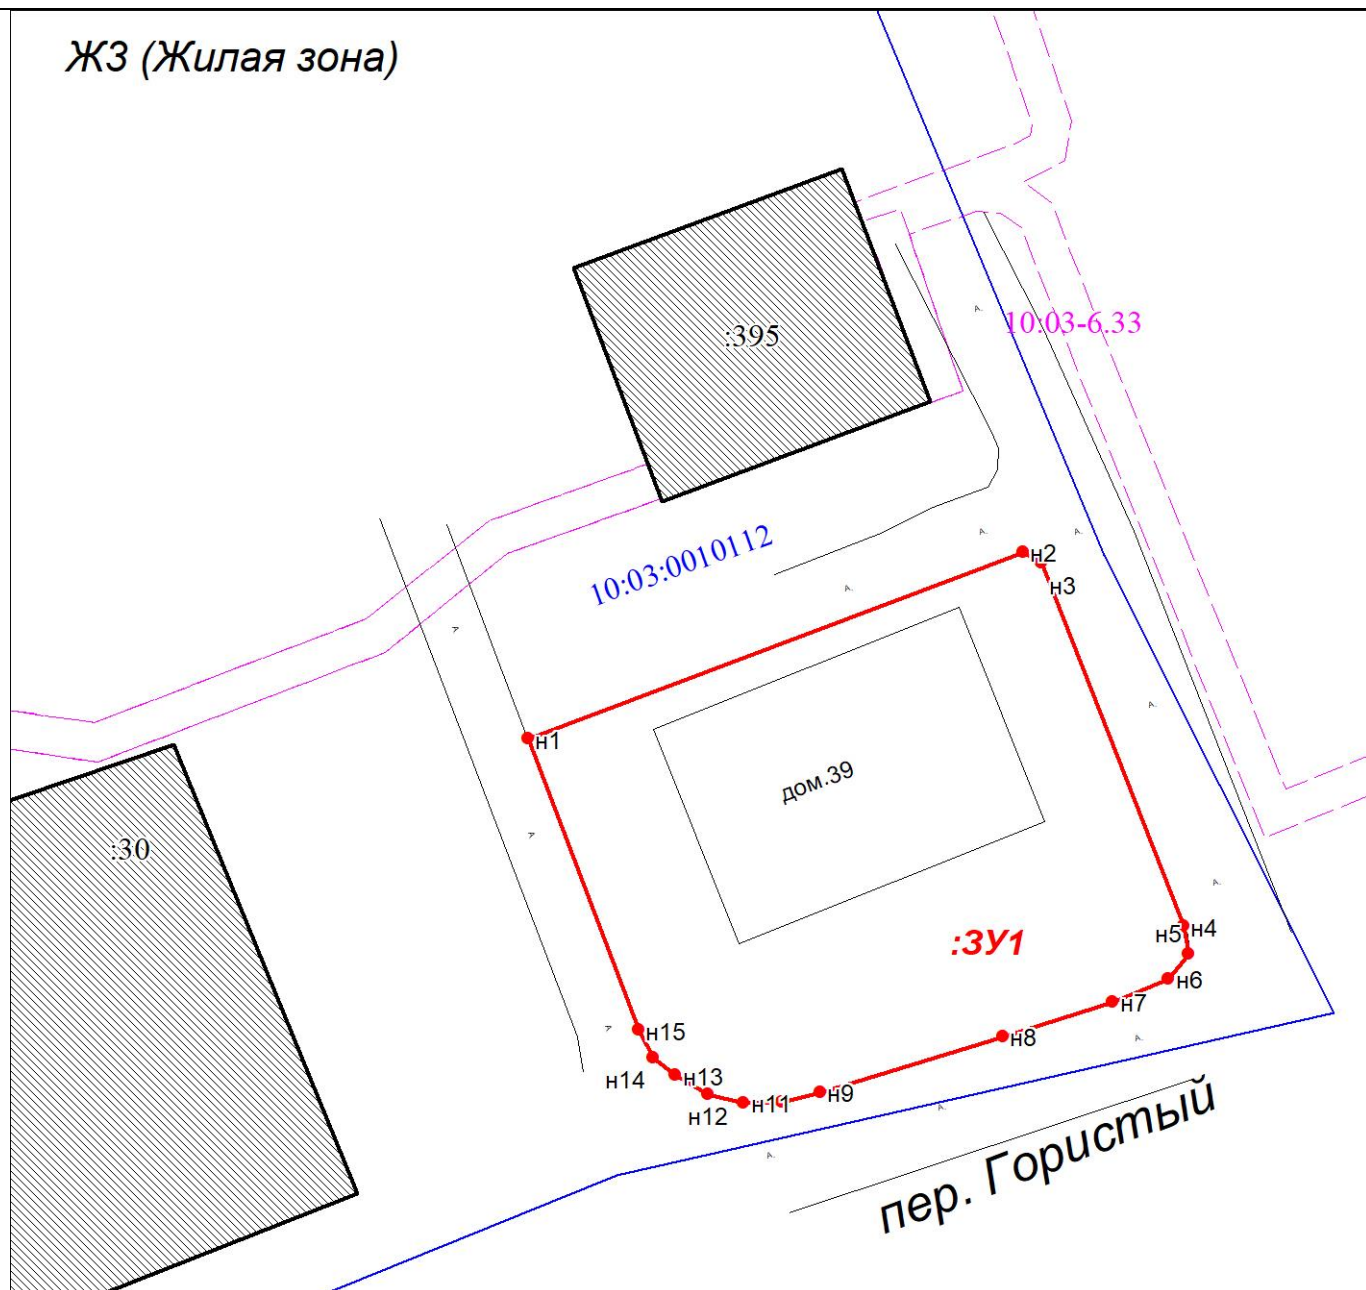 Ж3 (Жилая зона)
:395
10:03-6.33
10:03:0010112
н2
н3
н1
дом.39
:30
:ЗУ1
н5
н4
н6
н7
н8
н15
н14
н13
н9
н11
н12
пер. Гористый
А.
А.
А.
А.
А
А.
А
А.
А
А.
А.
А.